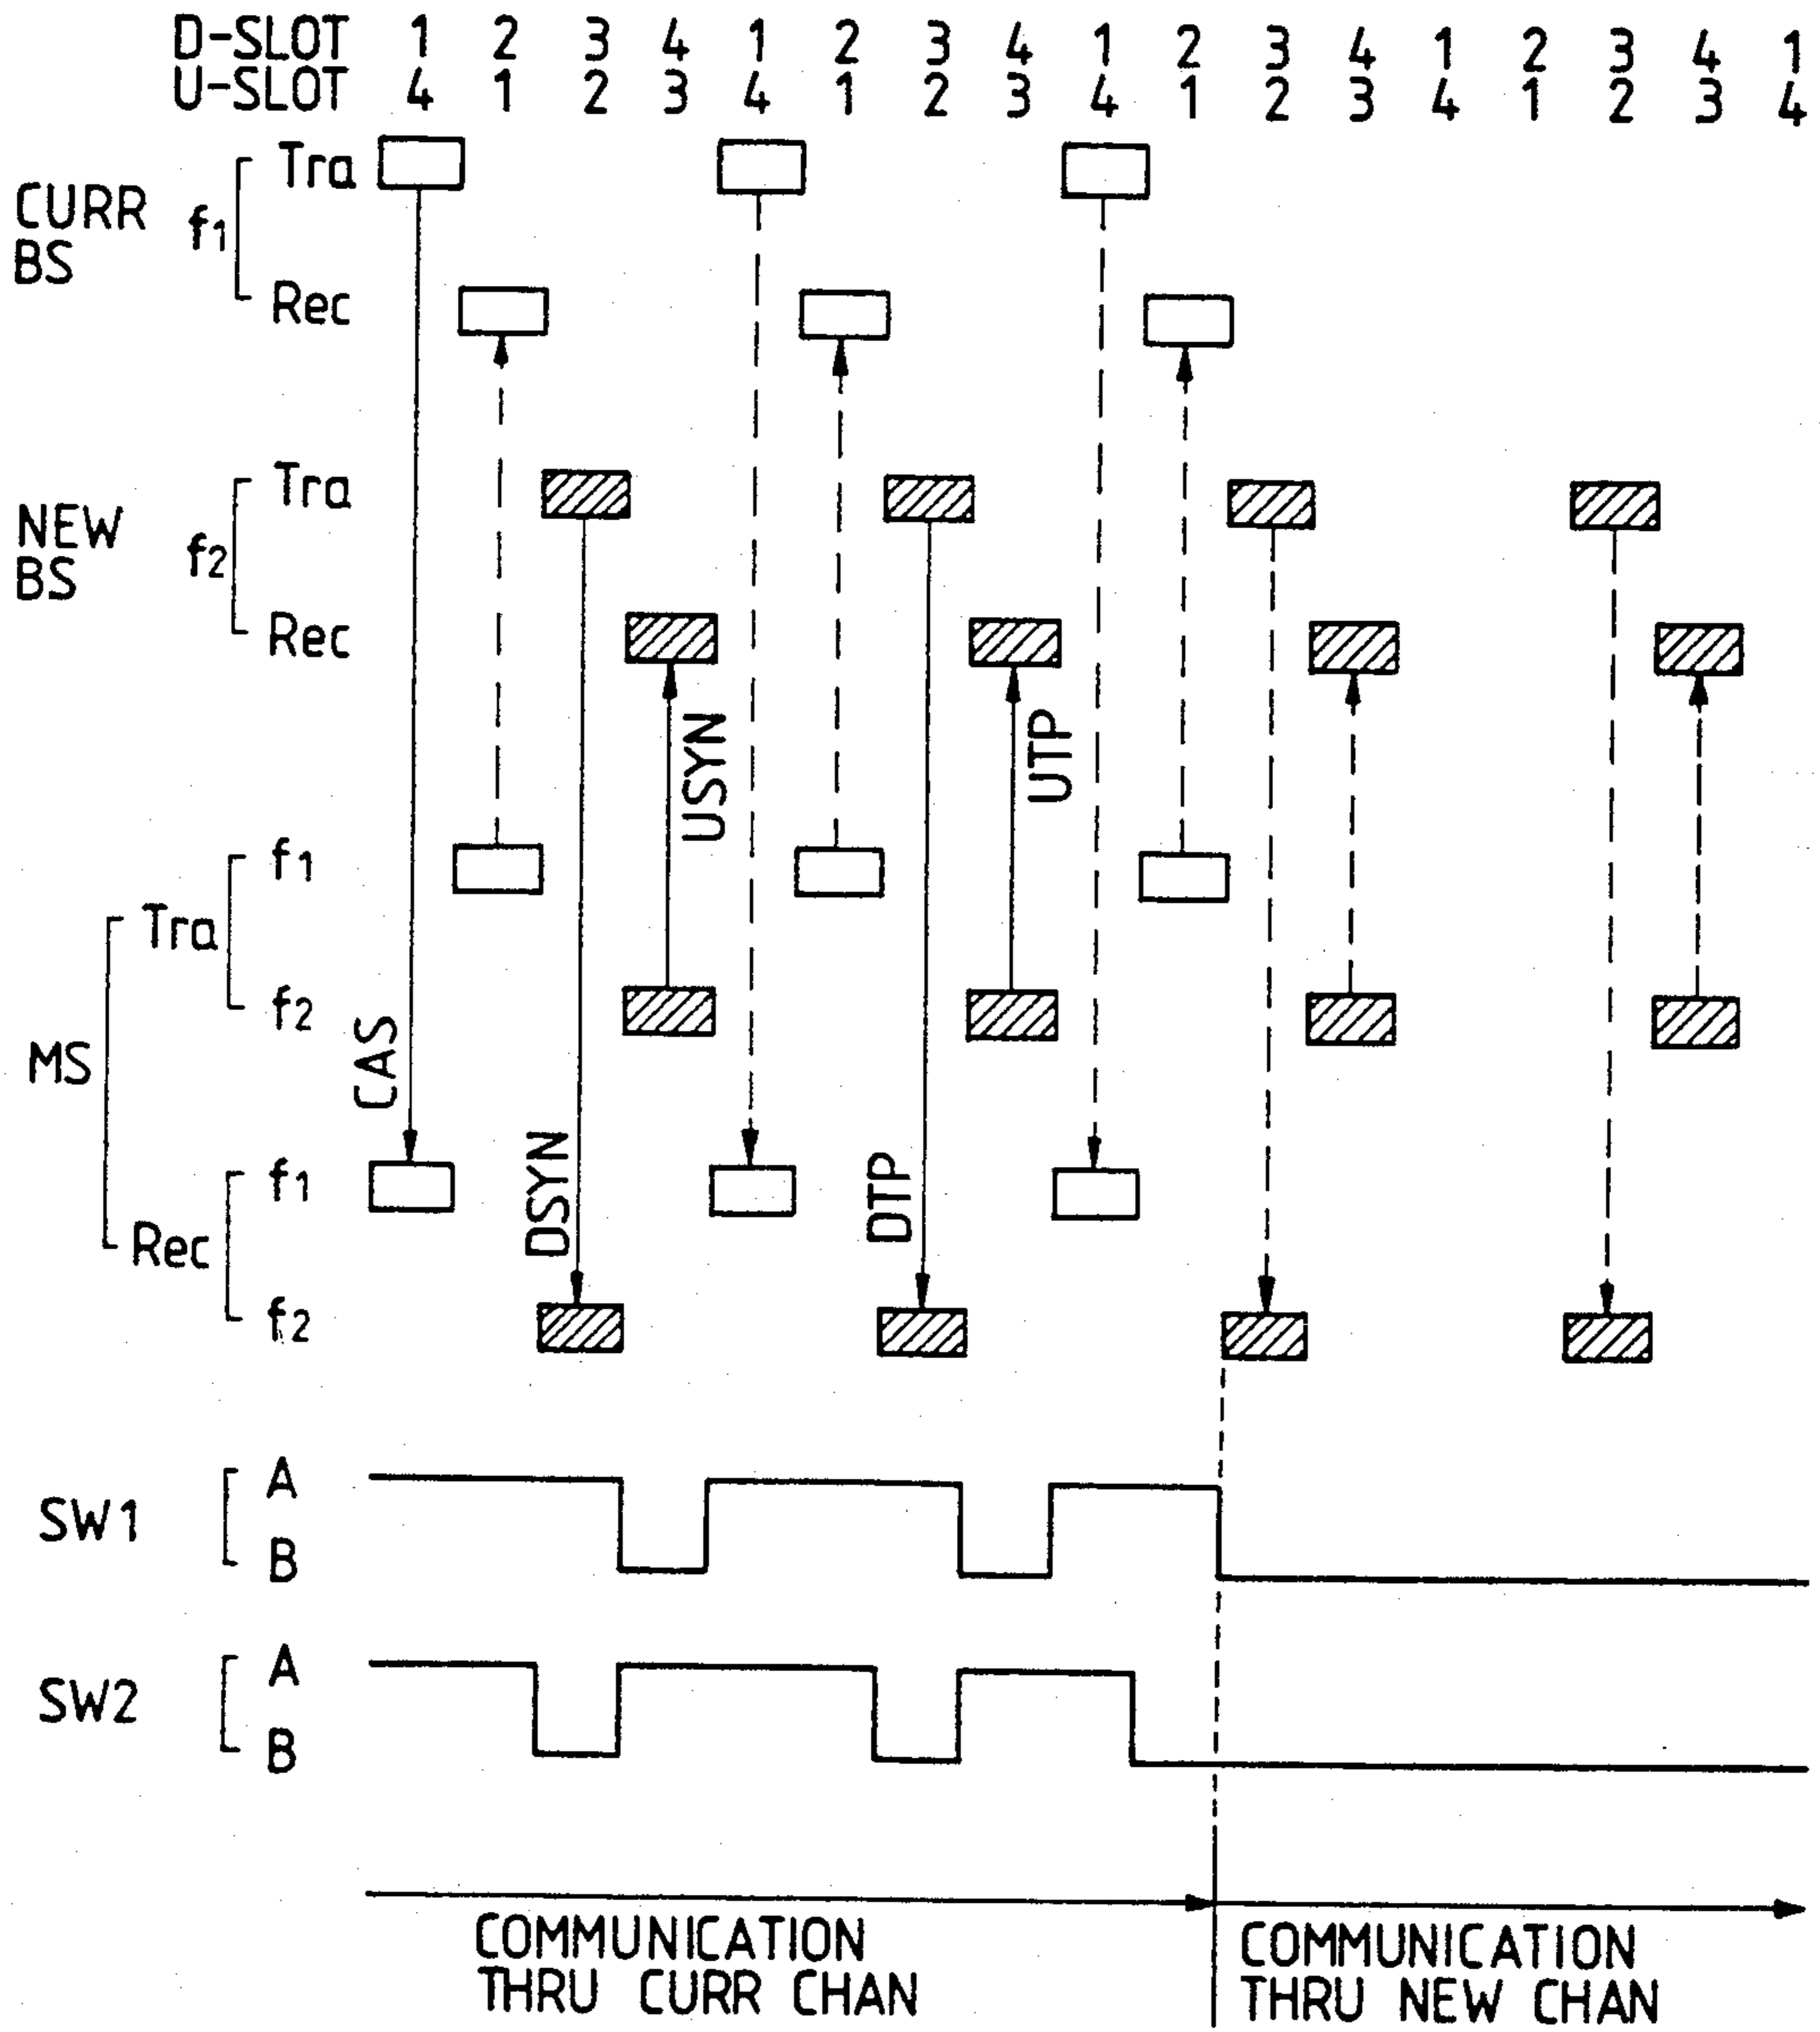 D-SLOT 1 2 3 4 1 2 3 4 1 2 3 4 1 2 3 4 1
U-SLOT 4 1 2 3 4 1 2 3 4 1 2 3 4 1 2 3 4
CURR
BS
f1
Tra
Rec
NEW
BS
f2
Tra
Rec
USYN
UTP
MS
Tra
f1
f2
CAS
DSYN
DTP
Rec
f1
f2
SW1
A
B
SW2
A
B
COMMUNICATION
THRU CURR CHAN
COMMUNICATION
THRU NEW CHAN